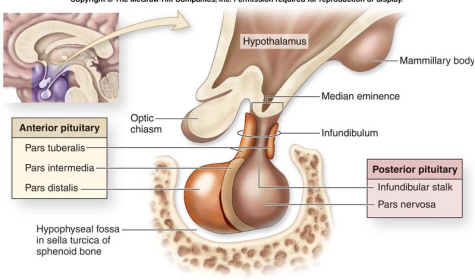 Copyright © The McGraw-Hill Companies, Inc. Permission required for reproduction or display.
Hypothalamus
Mammillary body
Median eminence
Optic
chiasm
Infundibulum
Anterior pituitary
Pars tuberalis
Pars intermedia
Pars distalis
Posterior pituitary
Infundibular stalk
Pars nervosa
Hypophyseal fossa
in sella turcica of
sphenoid bone